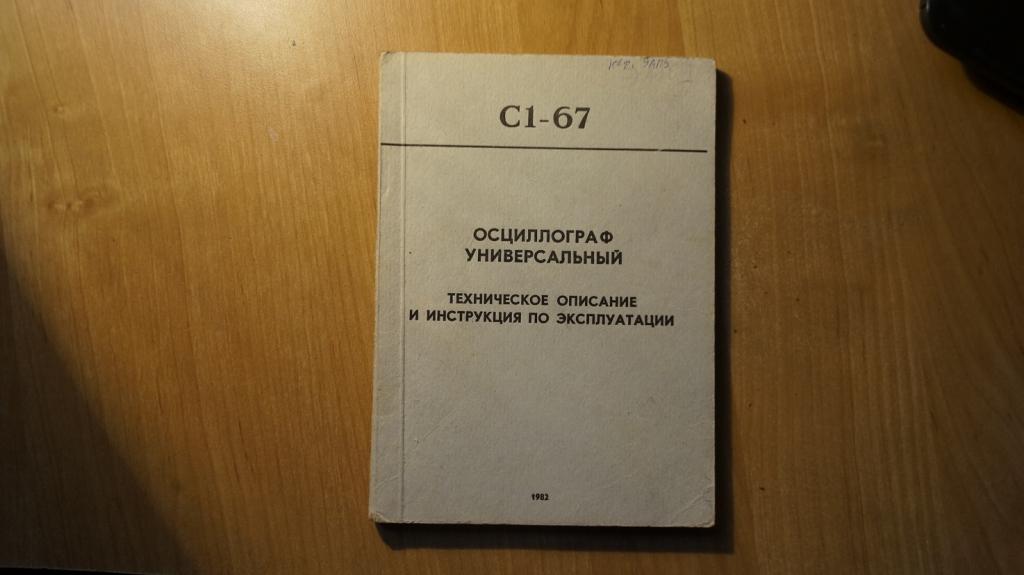 С1-67
ОСЦИЛЛОГРАФ
УНИВЕРСАЛЬНЫЙ
ТЕХНИЧЕСКОЕ ОПИСАНИЕ
И ИНСТРУКЦИЯ ПО ЭКСПЛУАТАЦИИ
1982